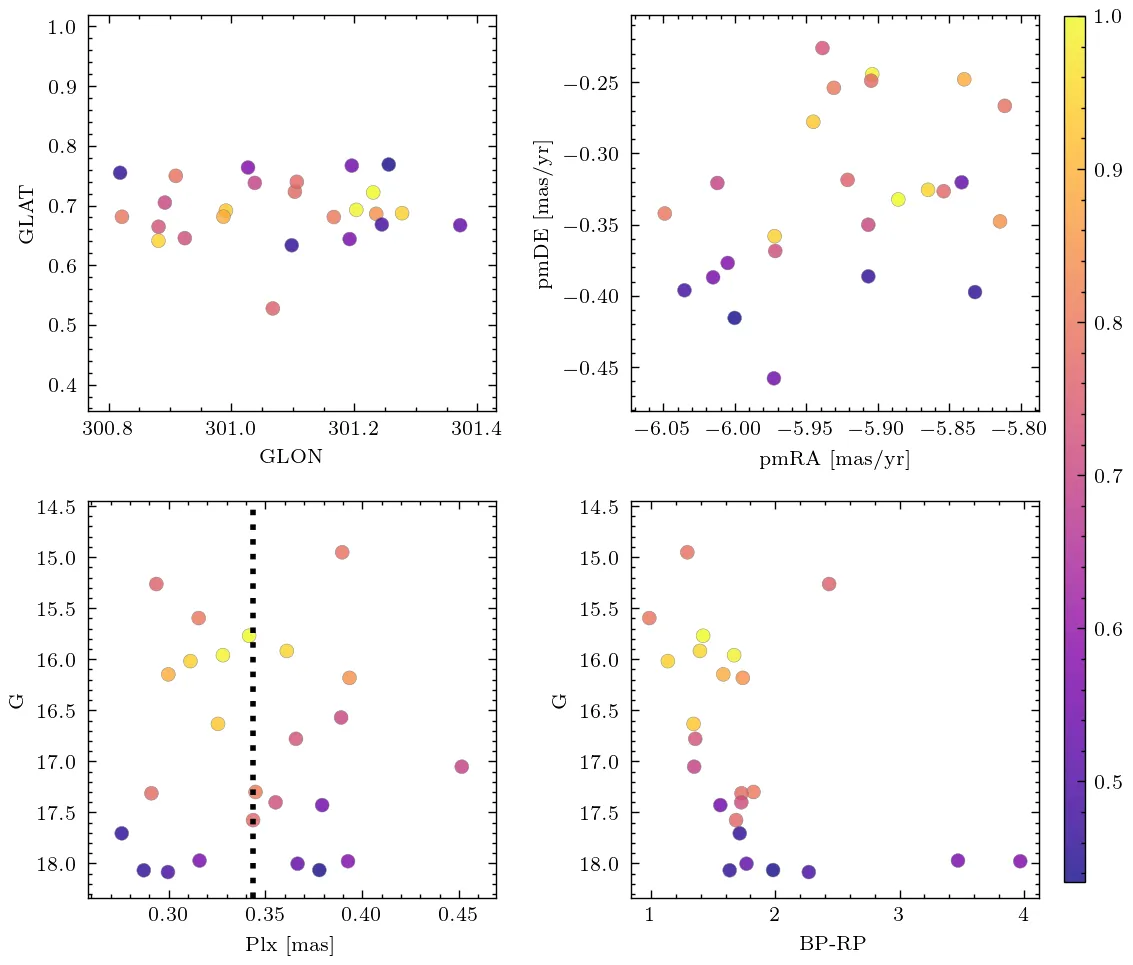 1.0
0.9
0.8
0.7
0.6
0.5
0.4
GLAT
300.8 301.0 301.2 301.4
GLON
−0.25
−0.30
−0.35
−0.40
−0.45
pmDE [mas/yr]
−6.05 −6.00 −5.95 −5.90 −5.85 −5.80
pmRA [mas/yr]
1.0
0.9
0.8
0.7
0.6
0.5
14.5
15.0
15.5
16.0
16.5
17.0
17.5
18.0
G
0.30 0.35 0.40 0.45
Plx [mas]
14.5
15.0
15.5
16.0
16.5
17.0
17.5
18.0
G
1 2 3 4
BP-RP